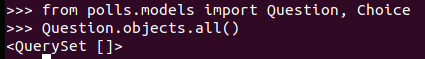 >>> from polls.models import Question, Choice
>>> Question.objects.all()
<QuerySet []>